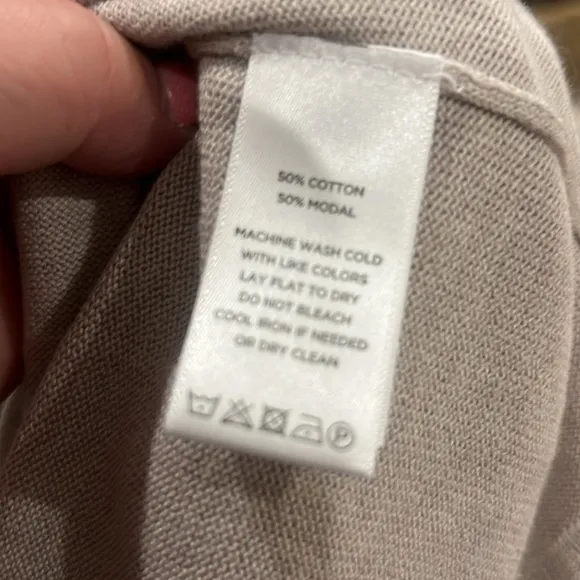 50% COTTON
50% MODAL
MACHINE WASH COLD
WITH LIKE COLORS
LAY FLAT TO DRY
DO NOT BLEACH
COOL IRON IF NEEDED
OR DRY CLEAN
P